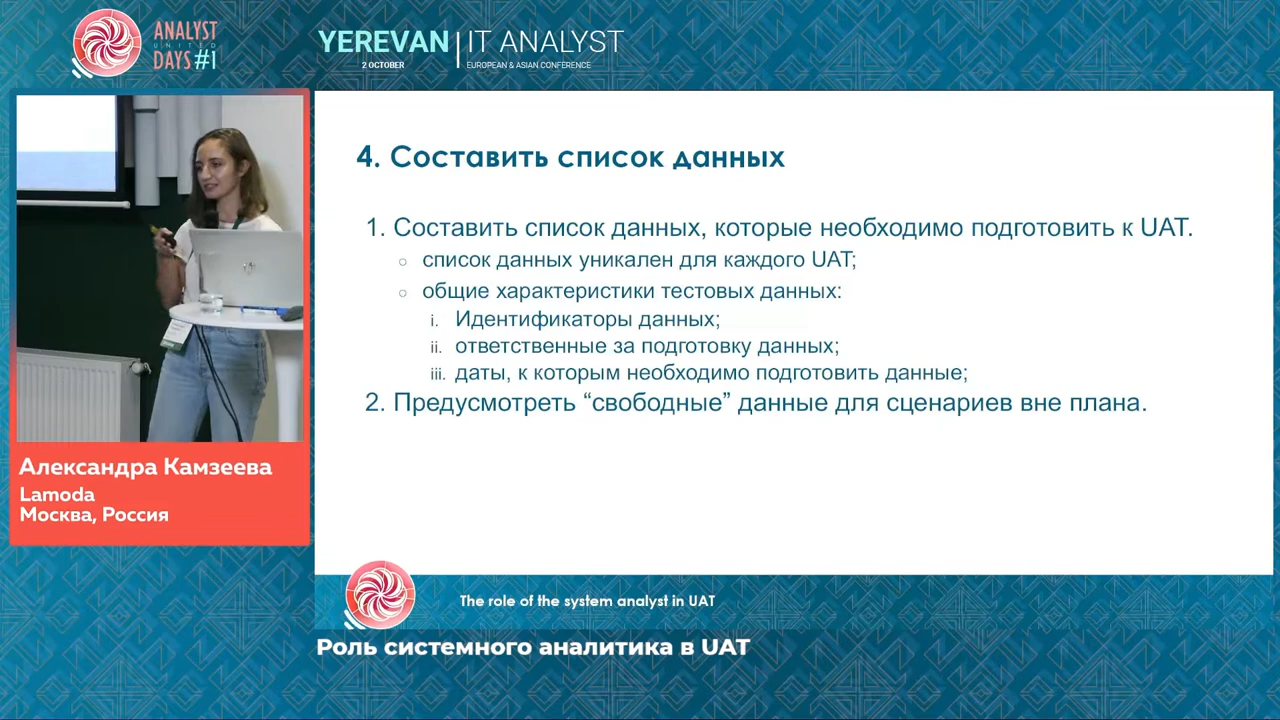 ANALYST
UNITED
DAYS #1
YEREVAN | IT ANALYST
2 OCTOBER
EUROPEAN & ASIAN CONFERENCE
4. Составить список данных
1. Составить список данных, которые необходимо подготовить к UAT.
○ список данных уникален для каждого UAT;
○ общие характеристики тестовых данных:
i. Идентификаторы данных;
ii. ответственные за подготовку данных;
iii. даты, к которым необходимо подготовить данные;
2. Предусмотреть “свободные” данные для сценариев вне плана.
Александра Камзеева
Lamoda
Москва, Россия
The role of the system analyst in UAT
Роль системного аналитика в UAT